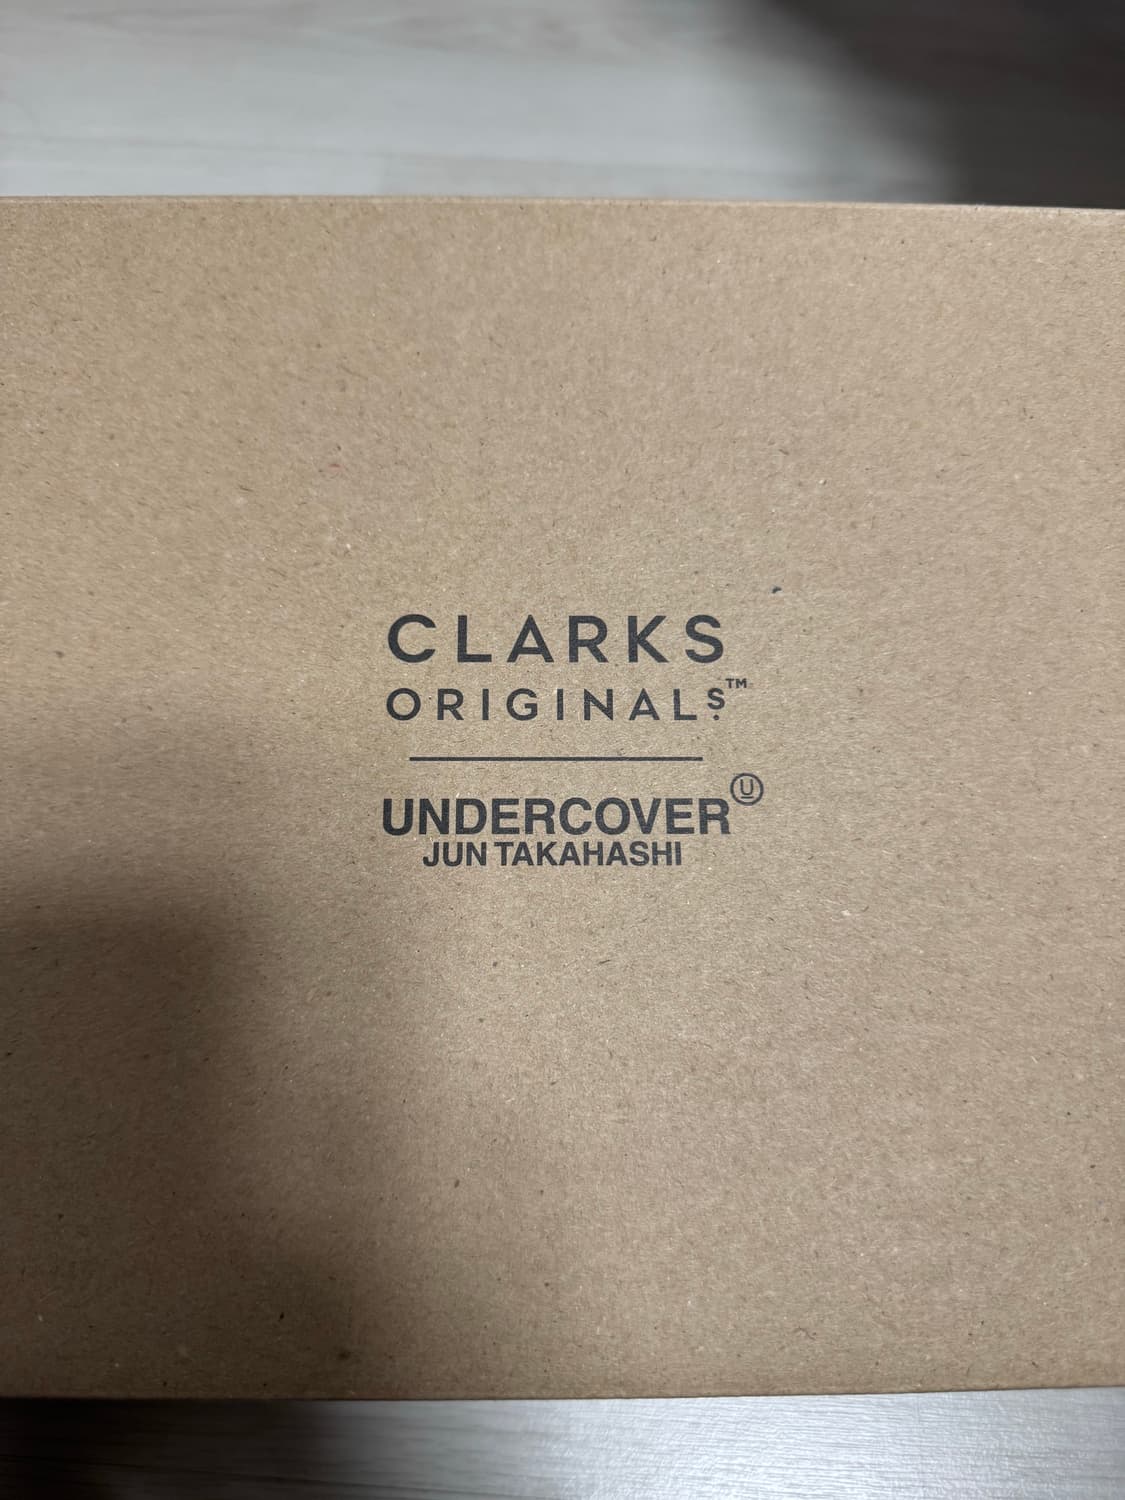 CLARKS
ORIGINALS™
UNDERCOVER Ⓤ
JUN TAKAHASHI